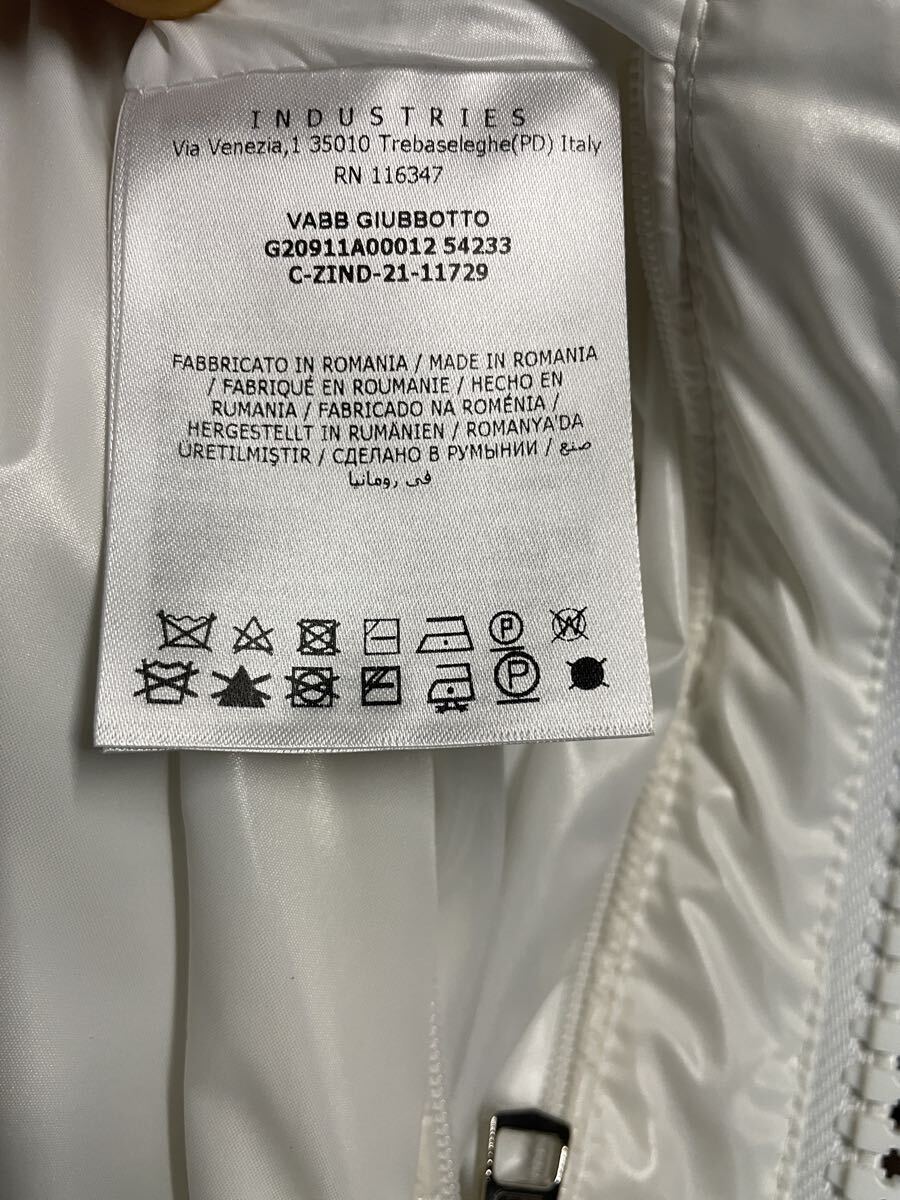 INDUSTRIES
Via Venezia,1 35010 Trebaseleghe(PD) Italy
RN 116347
VABB GIUBBOTTO
G20911A00012 54233
C-ZIND-21-11729
FABBRICATO IN ROMANIA / MADE IN ROMANIA
/ FABRIQUÉ EN ROUMANIE / HECHO EN
RUMANIA / FABRICADO NA ROMÉNIA /
HERGESTELLT IN RUMÄNIEN / ROMANYA'DA
ÜRETILMIŞTIR / СДЕЛАНО В РУМЫНИИ / صنع
في رومانيا
P W
P